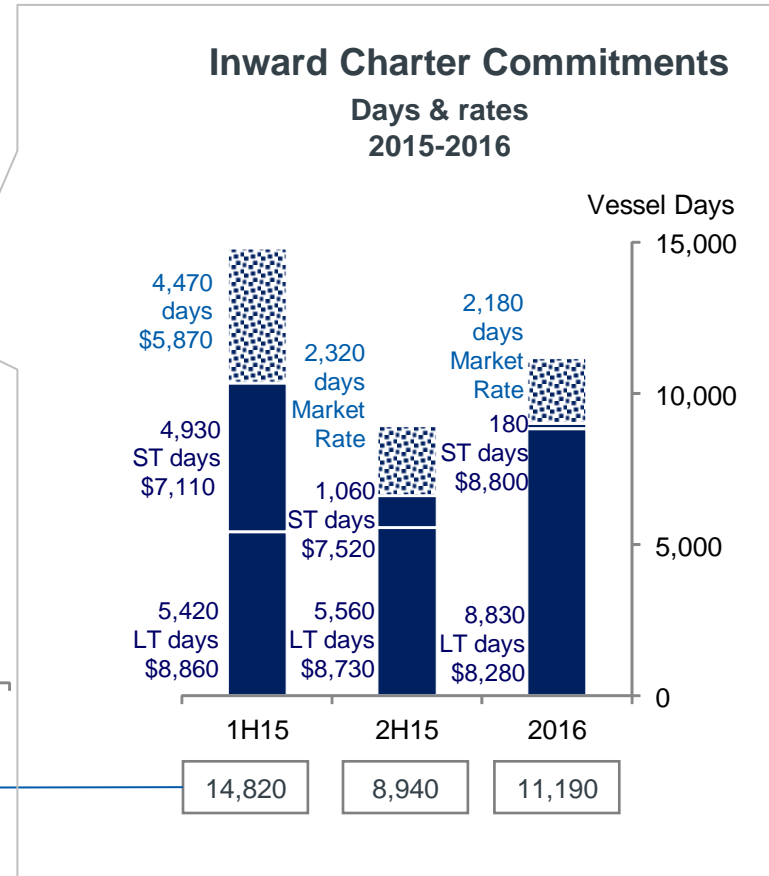 Inward Charter Commitments
Days & rates
2015-2016
Vessel Days
15,000
10,000
5,000
0
4,470
days
$5,870
4,930
ST days
$7,110
5,420
LT days
$8,860
2,320
days
Market
Rate
1,060
ST days
$7,520
5,560
LT days
$8,730
2,180
days
Market
Rate
180
ST days
$8,800
8,830
LT days
$8,280
1H15
2H15
2016
14,820
8,940
11,190